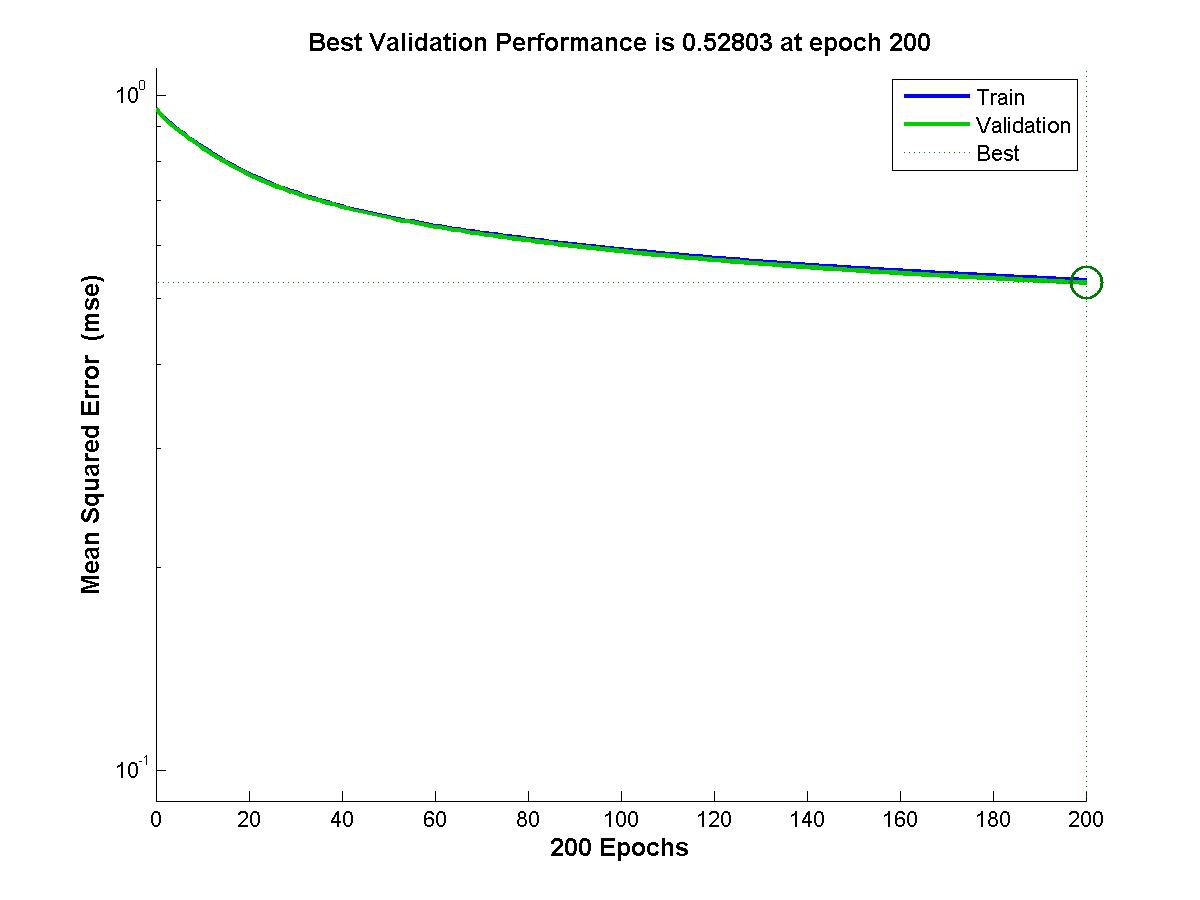 Best Validation Performance is 0.52803 at epoch 200
10^0
Train
Validation
Best
Mean Squared Error (mse)
10^-1
0 20 40 60 80 100 120 140 160 180 200
200 Epochs